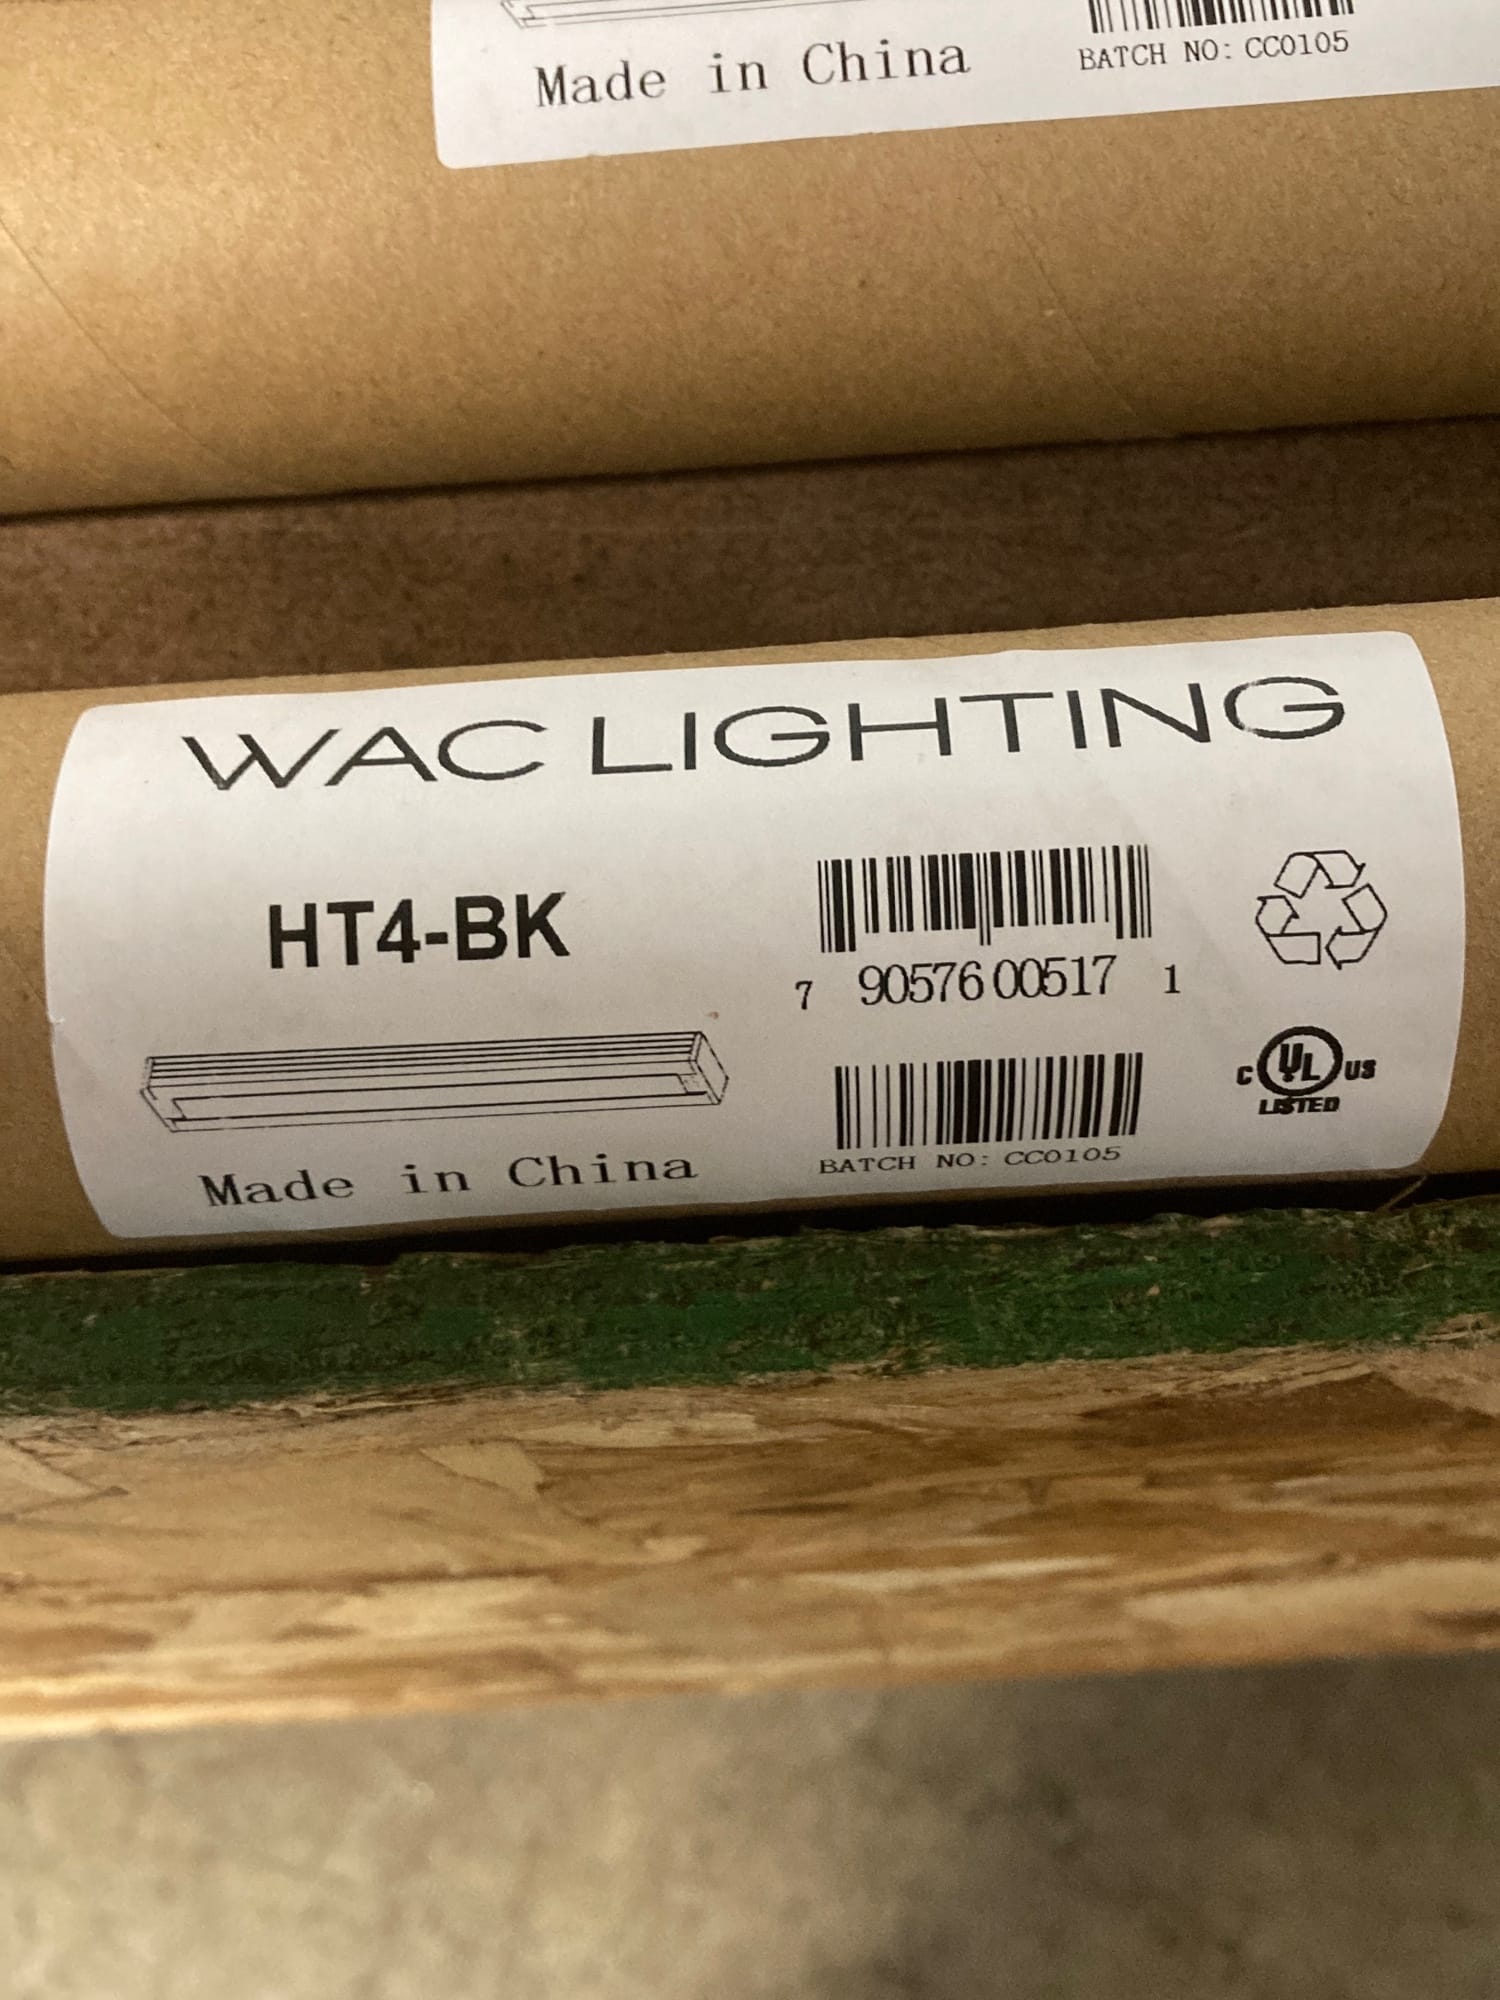 Made in China
BATCH NO: CC0105
WAC LIGHTING
HT4-BK
7 90576 00517 1
C UL US
LISTED
Made in China
BATCH NO: CC0105